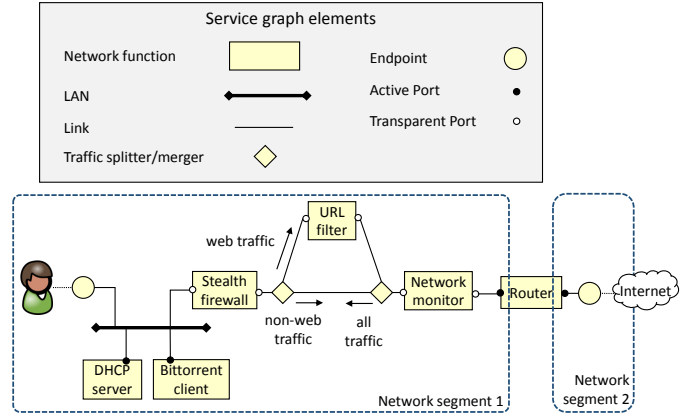 Service graph elements
Network function
Endpoint
LAN
Active Port
Link
Transparent Port
Traffic splitter/merger
URL
filter
web traffic
Stealth
firewall
Network
monitor
Router
Internet
non-web
traffic
all
traffic
DHCP
server
Bittorrent
client
Network segment 1
Network
segment 2